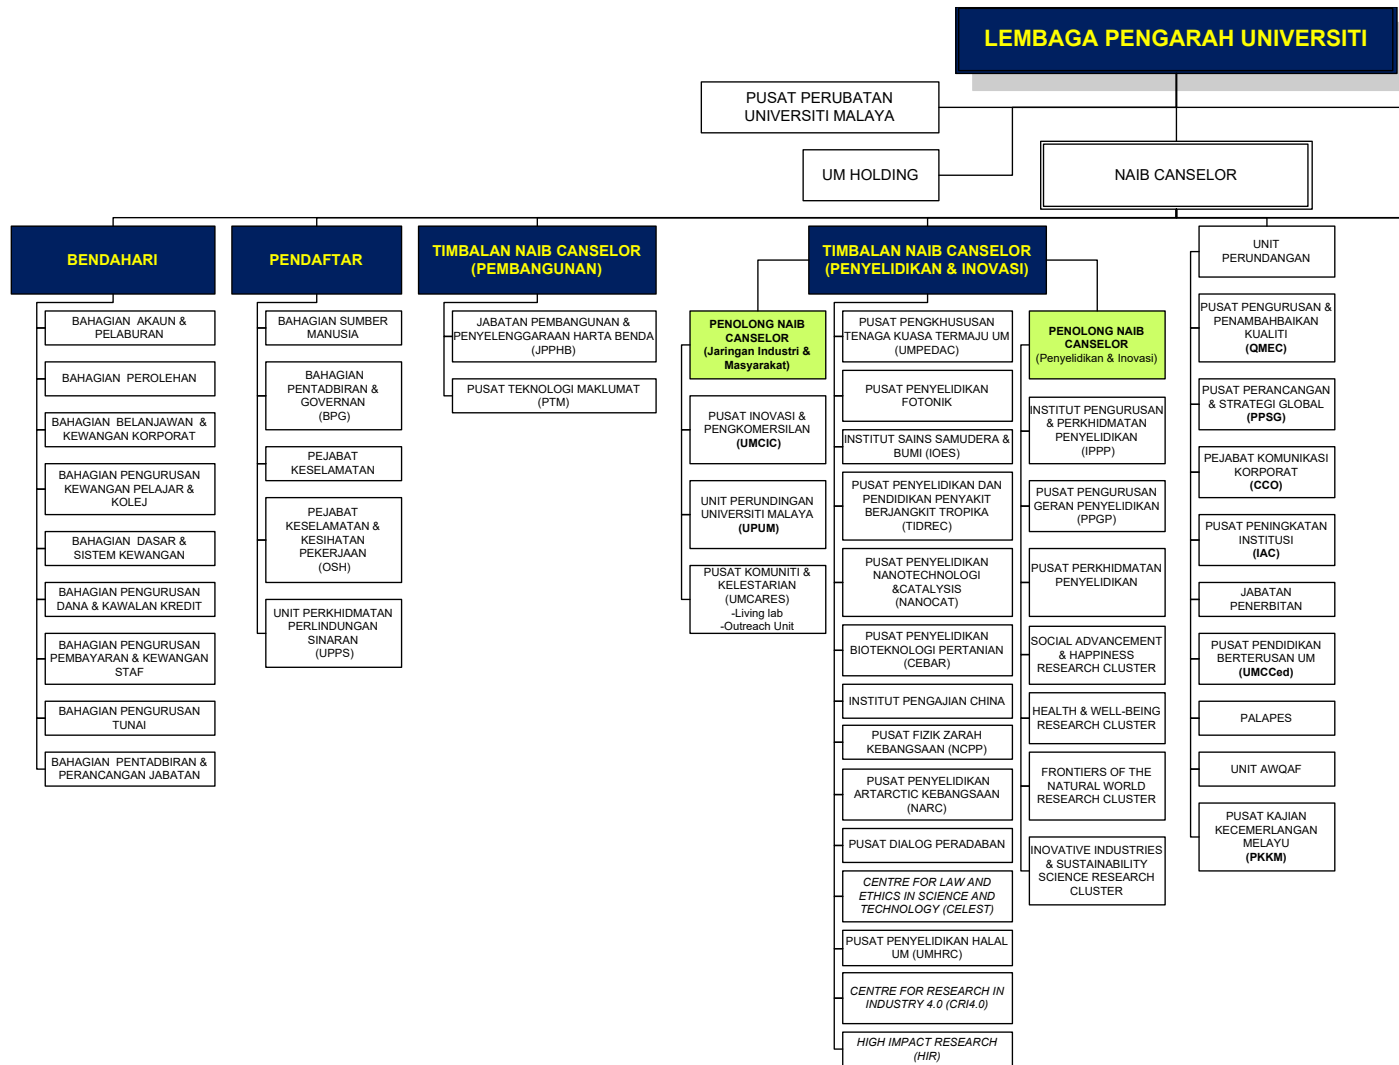 LEMBAGA PENGARAH UNIVERSITI
PUSAT PERUBATAN
UNIVERSITI MALAYA
UM HOLDING
NAIB CANSELOR
BENDAHARI
BAHAGIAN  AKAUN &
PELABURAN
BAHAGIAN  PEROLEHAN
BAHAGIAN  BELANJAWAN  &
KEWANGAN KORPORAT
BAHAGIAN PENGURUSAN
KEWANGAN PELAJAR &
KOLEJ
BAHAGIAN  DASAR &
SISTEM KEWANGAN
BAHAGIAN PENGURUSAN
DANA & KAWALAN KREDIT
BAHAGIAN PENGURUSAN
PEMBAYARAN & KEWANGAN
STAF
BAHAGIAN PENGURUSAN
TUNAI
BAHAGIAN  PENTADBIRAN &
PERANCANGAN JABATAN
PENDAFTAR
BAHAGIAN SUMBER
MANUSIA
BAHAGIAN
PENTADBIRAN &
GOVERNAN
(BPG)
PEJABAT
KESELAMATAN
PEJABAT
KESELAMATAN &
KESIHATAN
PEKERJAAN
(OSH)
UNIT PERKHIDMATAN
PERLINDUNGAN
SINARAN
(UPPS)
TIMBALAN NAIB CANSELOR
(PEMBANGUNAN)
JABATAN PEMBANGUNAN &
PENYELENGGARAAN HARTA BENDA
(JPPHB)
PUSAT TEKNOLOGI MAKLUMAT
(PTM)
TIMBALAN NAIB CANSELOR
(PENYELIDIKAN & INOVASI)
PENOLONG NAIB
CANSELOR
(Jaringan Industri &
Masyarakat)
PUSAT INOVASI &
PENGKOMERSILAN
(UMCIC)
UNIT PERUNDINGAN
UNIVERSITI MALAYA
(UPUM)
PUSAT KOMUNITI &
KELESTARIAN
(UMCARES)
-Living lab
-Outreach Unit
PUSAT PENGKHUSUSAN
TENAGA KUASA TERMAJU UM
(UMPEDAC)
PUSAT PENYELIDIKAN
FOTONIK
INSTITUT SAINS SAMUDERA &
BUMI (IOES)
PUSAT PENYELIDIKAN DAN
PENDIDIKAN PENYAKIT
BERJANGKIT TROPIKA
(TIDREC)
PUSAT PENYELIDIKAN
NANOTECHNOLOGI
&CATALYSIS
(NANOCAT)
PUSAT PENYELIDIKAN
BIOTEKNOLOGI PERTANIAN
(CEBAR)
INSTITUT PENGAJIAN CHINA
PUSAT FIZIK ZARAH
KEBANGSAAN (NCPP)
PUSAT PENYELIDIKAN
ARTARCTIC KEBANGSAAN
(NARC)
PUSAT DIALOG PERADABAN
CENTRE FOR LAW AND
ETHICS IN SCIENCE AND
TECHNOLOGY (CELEST)
PUSAT PENYELIDIKAN HALAL
UM (UMHRC)
CENTRE FOR RESEARCH IN
INDUSTRY 4.0 (CRI4.0)
HIGH IMPACT RESEARCH
(HIR)
PENOLONG NAIB
CANSELOR
(Penyelidikan & Inovasi)
INSTITUT PENGURUSAN
& PERKHIDMATAN
PENYELIDIKAN
(IPPP)
PUSAT PENGURUSAN
GERAN PENYELIDIKAN
(PPGP)
PUSAT PERKHIDMATAN
PENYELIDIKAN
SOCIAL ADVANCEMENT
& HAPPINESS
RESEARCH CLUSTER
HEALTH & WELL-BEING
RESEARCH CLUSTER
FRONTIERS OF THE
NATURAL WORLD
RESEARCH CLUSTER
INOVATIVE INDUSTRIES
& SUSTAINABILITY
SCIENCE RESEARCH
CLUSTER
UNIT
PERUNDANGAN
PUSAT PENGURUSAN &
PENAMBAHBAIKAN
KUALITI
(QMEC)
PUSAT PERANCANGAN
& STRATEGI GLOBAL
(PPSG)
PEJABAT KOMUNIKASI
KORPORAT
(CCO)
PUSAT PENINGKATAN
INSTITUSI
(IAC)
JABATAN
PENERBITAN
PUSAT PENDIDIKAN
BERTERUSAN UM
(UMCCed)
PALAPES
UNIT AWQAF
PUSAT KAJIAN
KECEMERLANGAN
MELAYU
(PKKM)